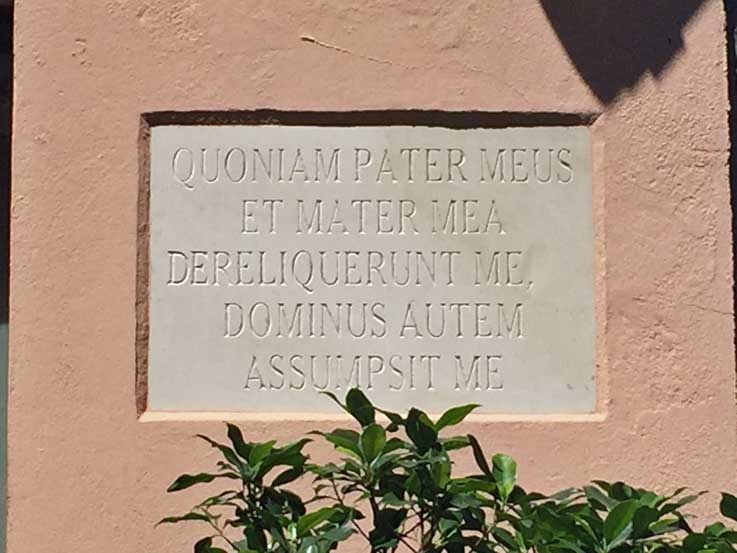 QUONIAM PATER MEUS
ET MATER MEA
DERELIQUERUNT ME,
DOMINUS AUTEM
ASSUMPSIT ME